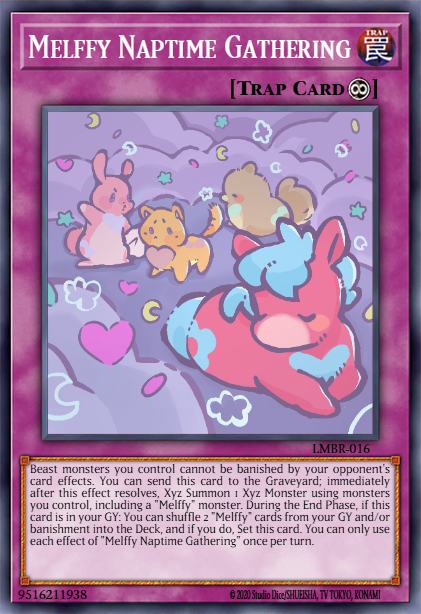 MELFFY NAPTIME GATHERING
TRAP
罠
[TRAP CARD]
LMBR-016
Beast monsters you control cannot be banished by your opponent's
card effects. You can send this card to the Graveyard; immediately
after this effect resolves, Xyz Summon 1 Xyz Monster using monsters
you control, including a "Melffy" monster. During the End Phase, if this
card is in your GY: You can shuffle 2 "Melffy" cards from your GY and/or
banishment into the Deck, and if you do, Set this card. You can only use
each effect of "Melffy Naptime Gathering" once per turn.
9516211938
©2020 Studio Dice/SHUEISHA, TV TOKYO, KONAMI